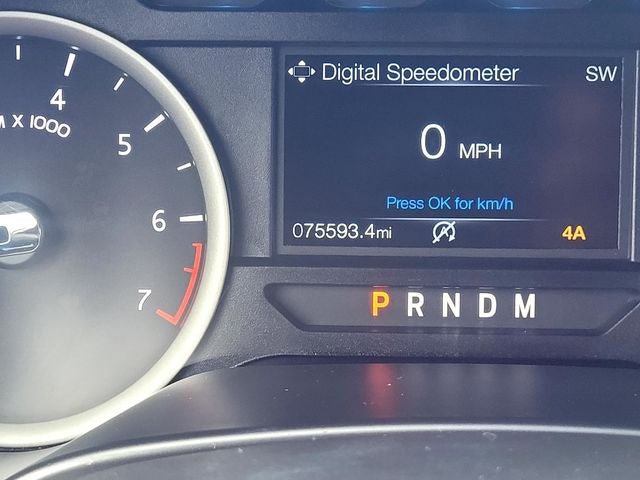 Digital Speedometer SW
4
X 1000
5
0 MPH
6
Press OK for km/h
075593.4mi 4A
7
P R N D M